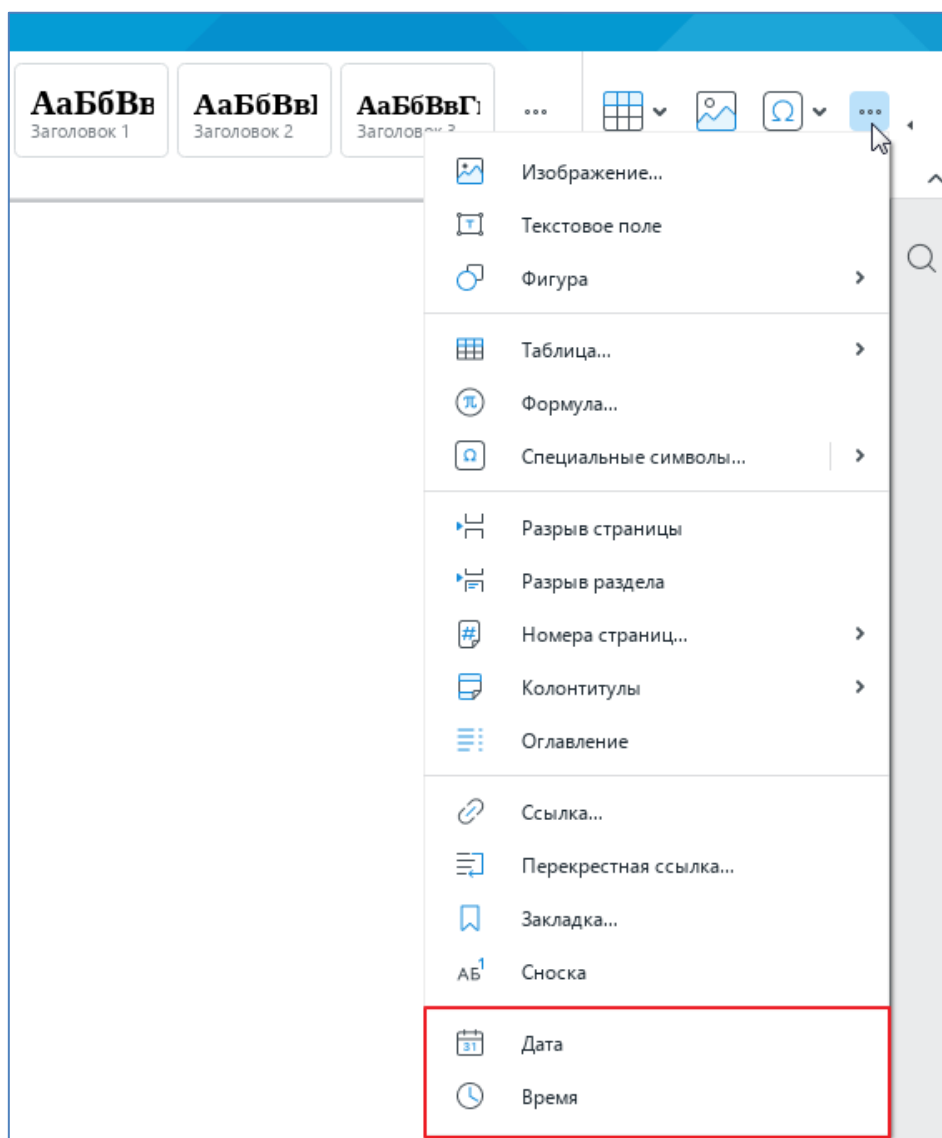 АаБбВв АаБбВвІ АаБбВвГı
Заголовок 1 Заголовок 2 Заголовок 3
Изображение...
Текстовое поле
Фигура
Таблица...
Формула...
Специальные символы...
Разрыв страницы
Разрыв раздела
Номера страниц...
Колонтитулы
Оглавление
Ссылка...
Перекрестная ссылка...
Закладка...
АБ1 Сноска
31 Дата
Время